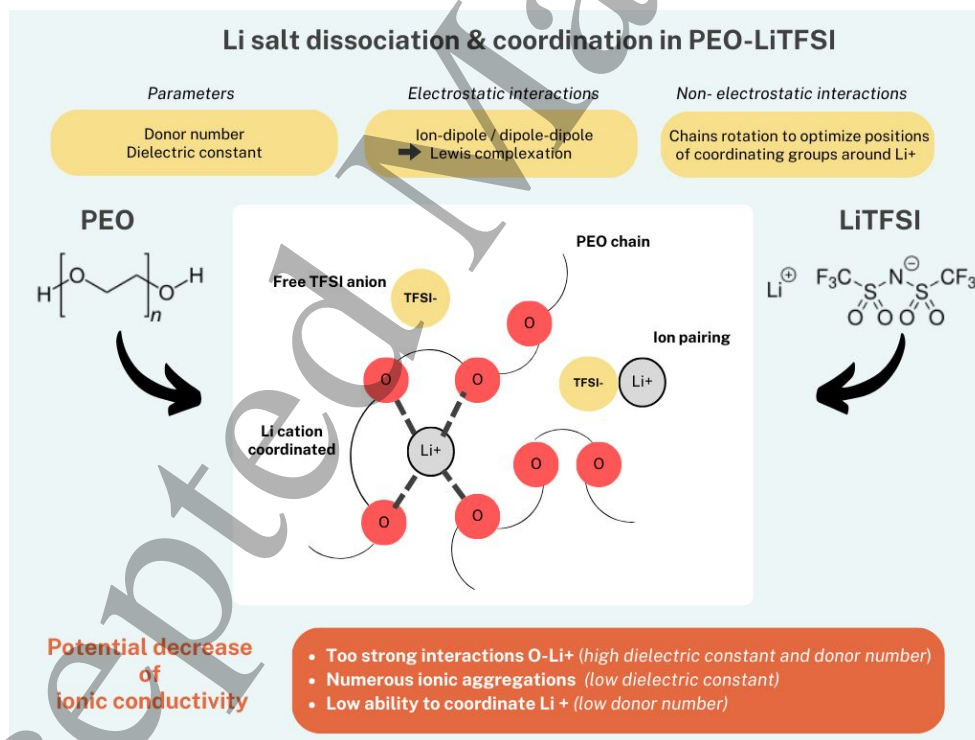 Li salt dissociation & coordination in PEO-LiTFSI
Parameters
Electrostatic interactions
Non- electrostatic interactions
Donor number
Dielectric constant
Ion-dipole / dipole-dipole
Lewis complexation
Chains rotation to optimize positions
of coordinating groups around Li+
PEO
LiTFSI
H
O
O
H
n
Li⊕
F₃C
N
⊖
CF₃
S
S
O
O
O
O
PEO chain
Free TFSI anion
TFSI-
O
Ion pairing
O
O
TFSI-
Li+
Li cation
coordinated
Li+
O
O
O
O
Potential decrease
of
ionic conductivity
• Too strong interactions O-Li+ (high dielectric constant and donor number)
• Numerous ionic aggregations (low dielectric constant)
• Low ability to coordinate Li + (low donor number)